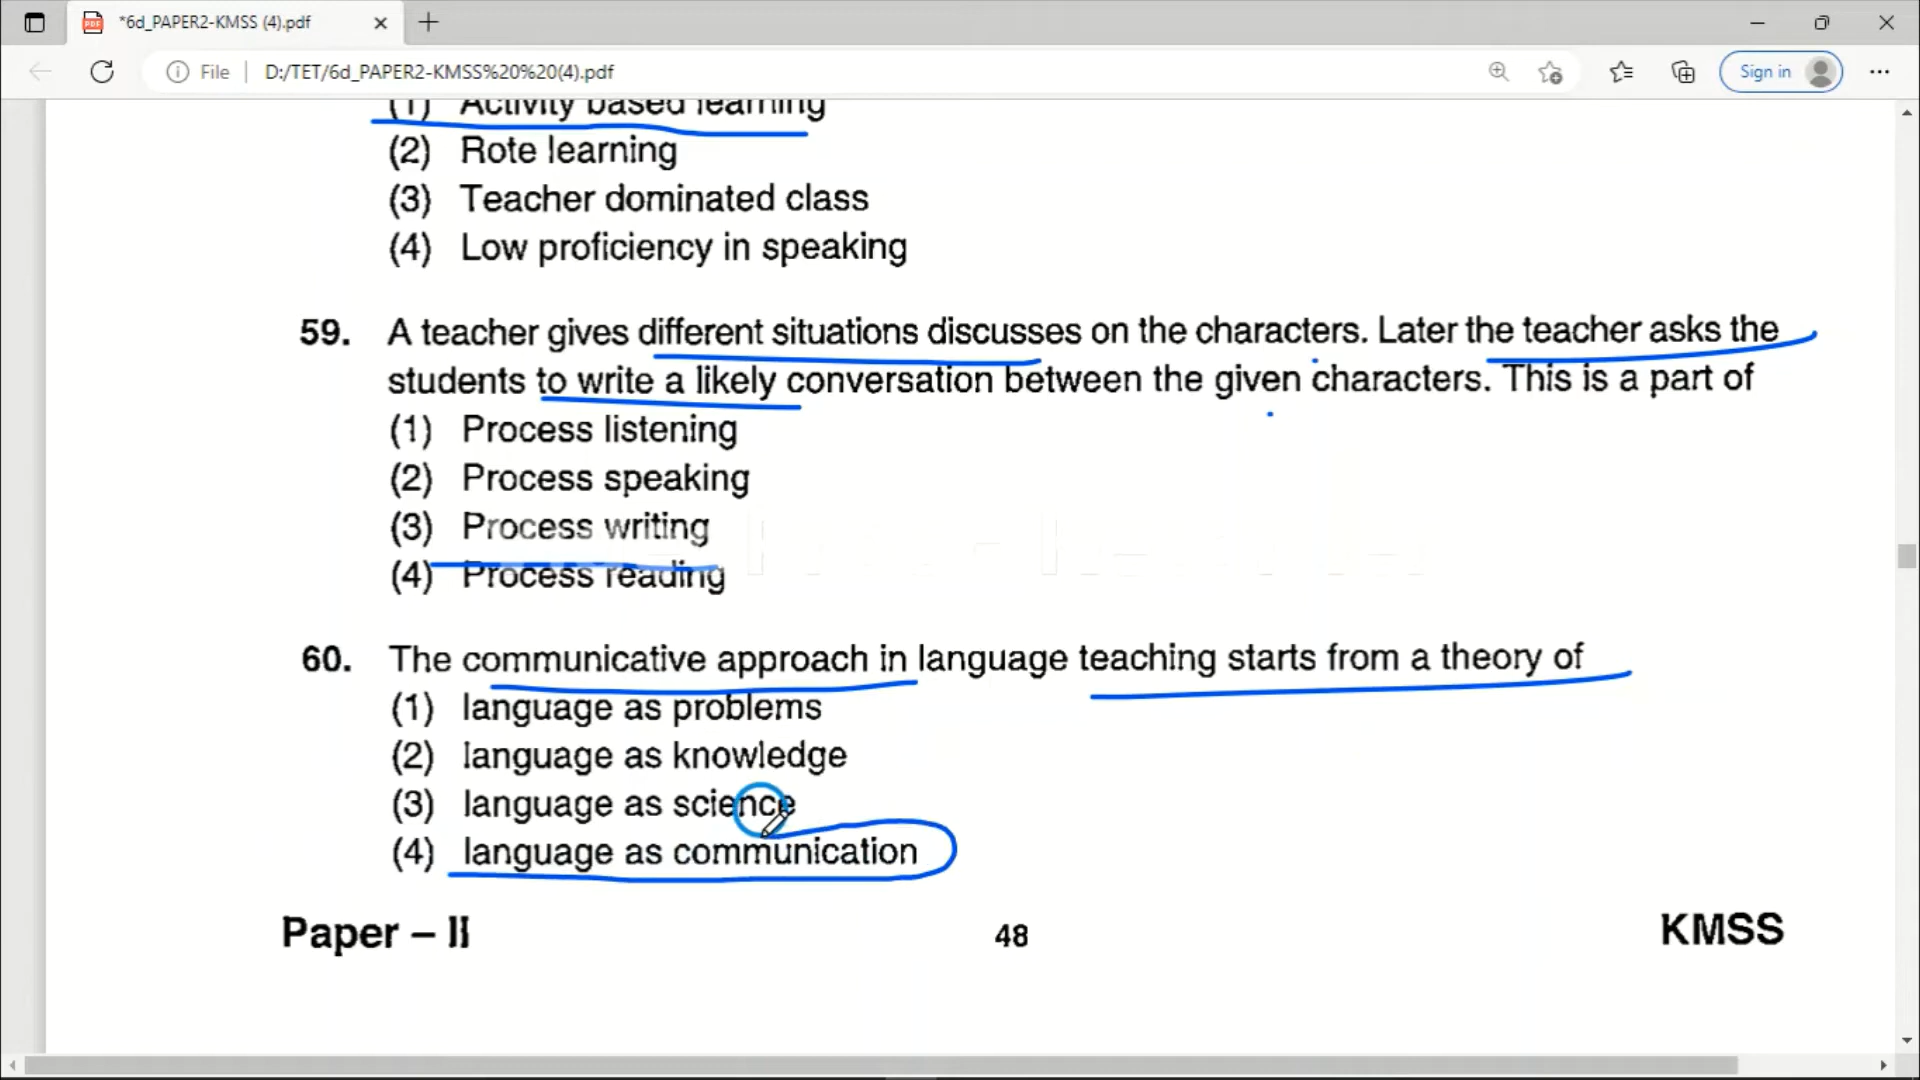 *6d_PAPER2-KMSS (4).pdf
File
D:/TET/6d_PAPER2-KMSS%20%20(4).pdf
Sign in
(1) Activity based learning
(2) Rote learning
(3) Teacher dominated class
(4) Low proficiency in speaking
59. A teacher gives different situations discusses on the characters. Later the teacher asks the
students to write a likely conversation between the given characters. This is a part of
(1) Process listening
(2) Process speaking
(3) Process writing
(4) Process reading
60. The communicative approach in language teaching starts from a theory of
(1) language as problems
(2) language as knowledge
(3) language as science
(4) language as communication
Paper – II
48
KMSS